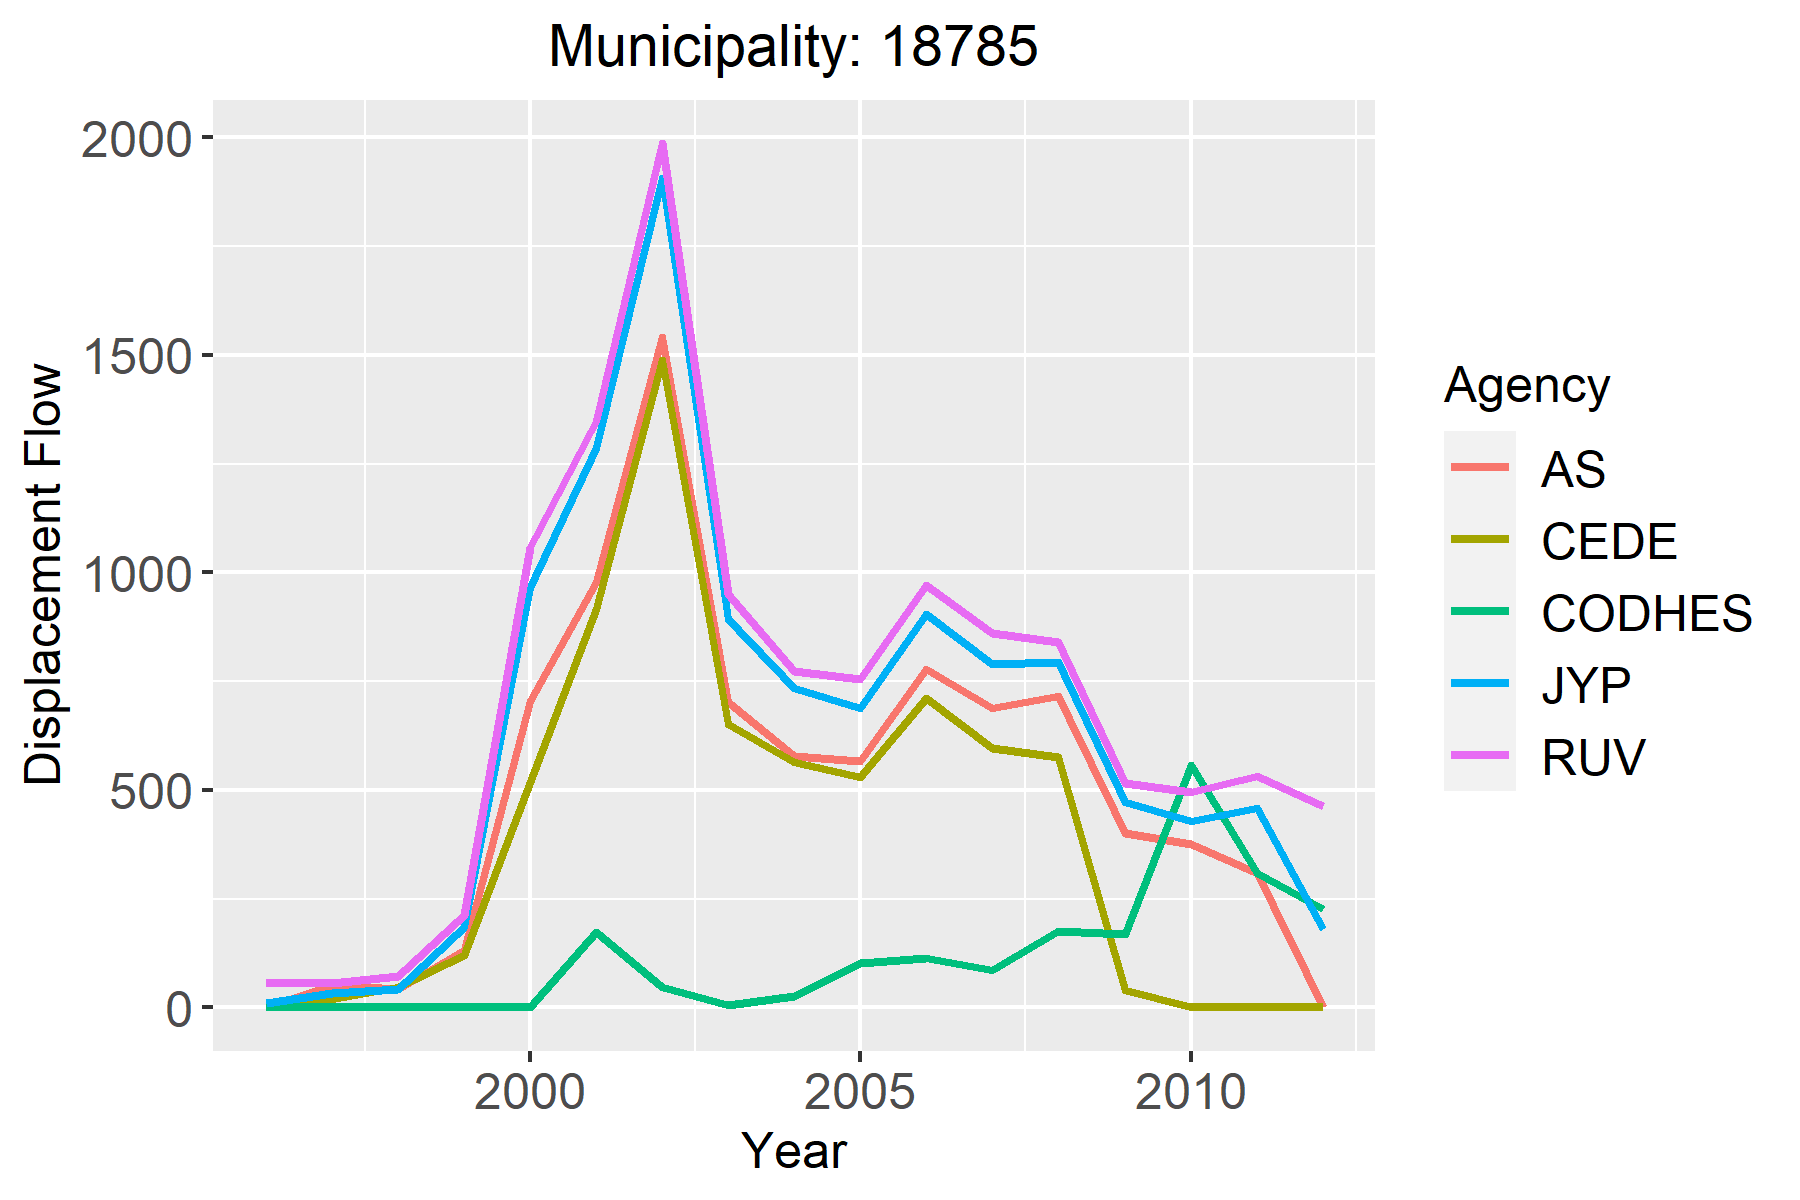 Municipality: 18785
2000
1500
1000
500
0
Displacement Flow
2000 2005 2010
Year
Agency
AS
CEDE
CODHES
JYP
RUV